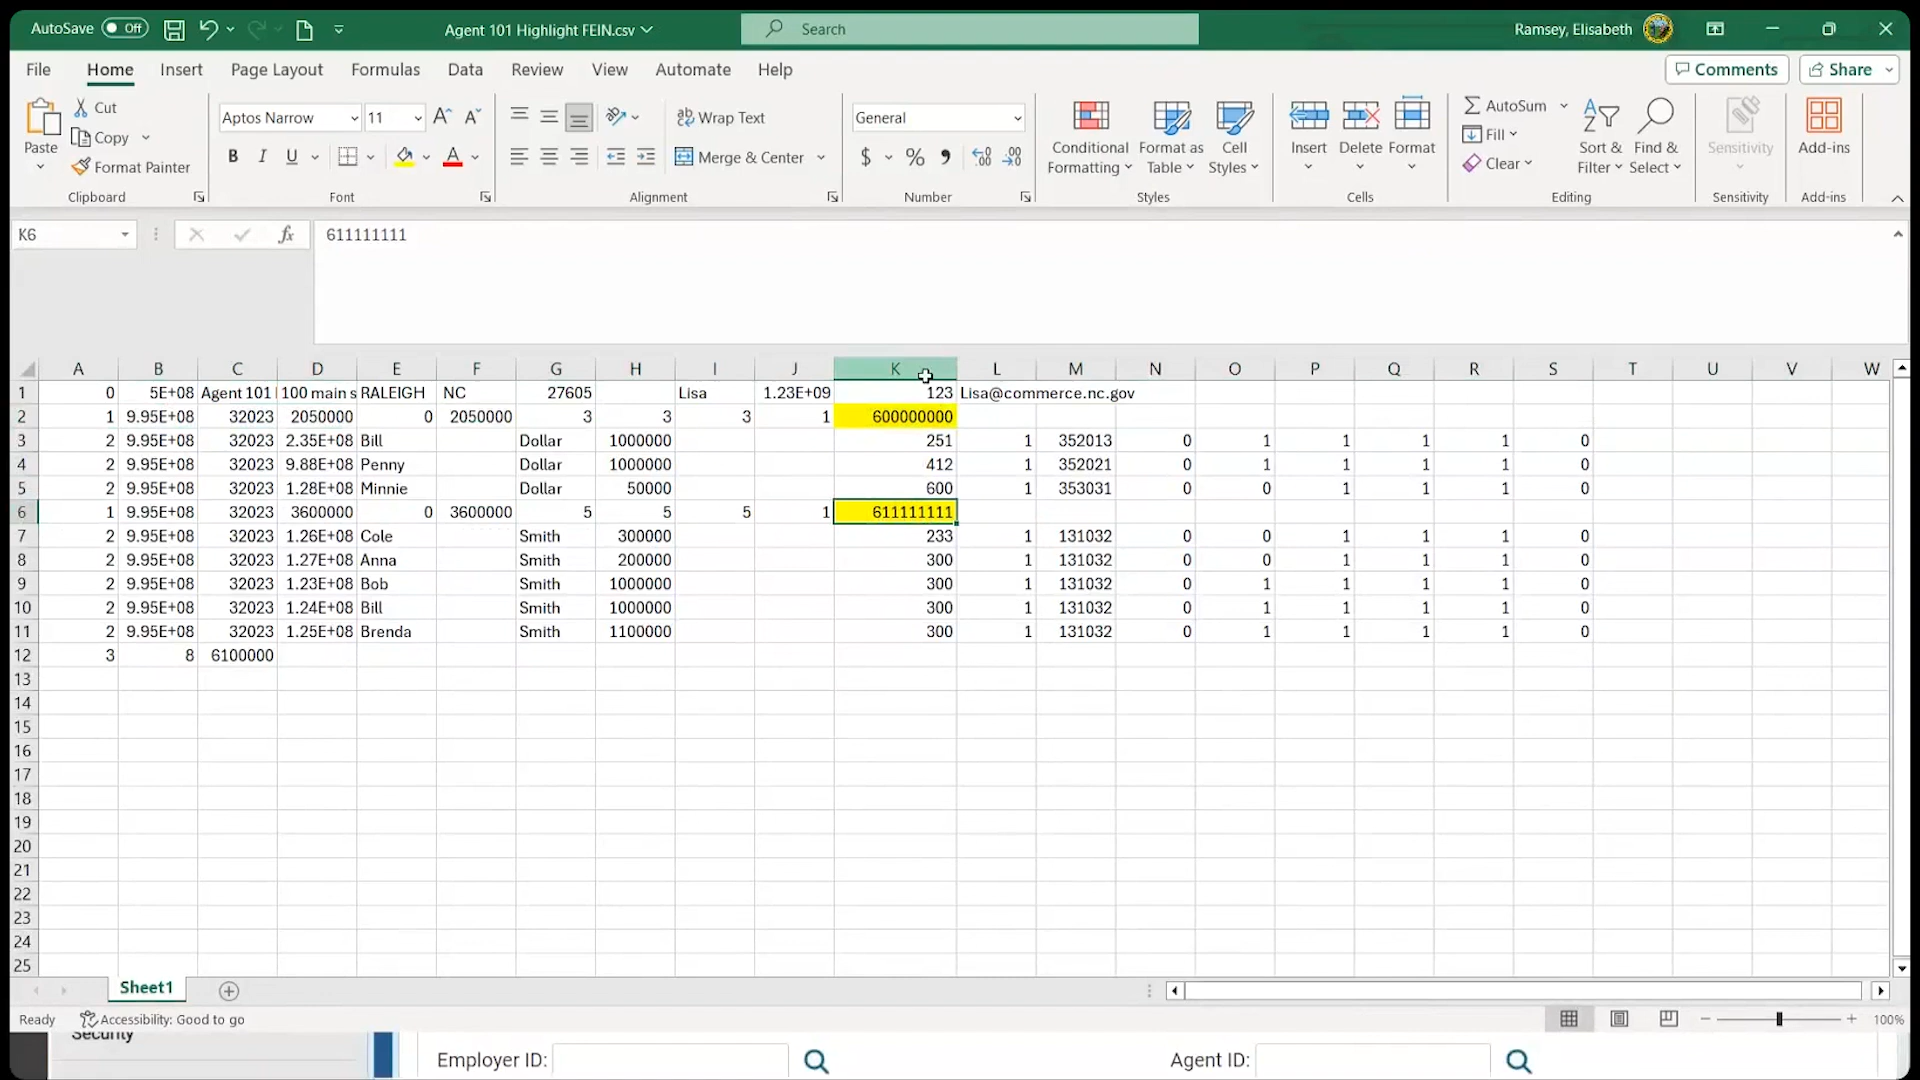 AutoSave Off Agent 101 Highlight FEIN.csv Search Ramsey, Elisabeth
File Home Insert Page Layout Formulas Data Review View Automate Help Comments Share
Paste Cut Copy Format Painter Clipboard
Aptos Narrow 11 B I U A Font
Wrap Text Merge & Center Alignment
General $ % Number
Conditional Formatting Format as Table Cell Styles Styles
Insert Delete Format Cells
AutoSum Fill Clear Sort & Filter Find & Select Editing
Sensitivity Sensitivity
Add-ins Add-ins
K6 fx 611111111
A B C D E F G H I J K L M N O P Q R S T U V W
1 0 5E+08 Agent 101 100 main s RALEIGH NC 27605 Lisa 1.23E+09 123 Lisa@commerce.nc.gov
2 1 9.95E+08 32023 2050000 0 2050000 3 3 3 1 600000000
3 2 9.95E+08 32023 2.35E+08 Bill Dollar 1000000 251 1 352013 0 1 1 1 1 0
4 2 9.95E+08 32023 9.88E+08 Penny Dollar 1000000 412 1 352021 0 1 1 1 1 0
5 2 9.95E+08 32023 1.28E+08 Minnie Dollar 50000 600 1 353031 0 0 1 1 1 0
6 1 9.95E+08 32023 3600000 0 3600000 5 5 5 1 611111111
7 2 9.95E+08 32023 1.26E+08 Cole Smith 300000 233 1 131032 0 0 1 1 1 0
8 2 9.95E+08 32023 1.27E+08 Anna Smith 200000 300 1 131032 0 0 1 1 1 0
9 2 9.95E+08 32023 1.23E+08 Bob Smith 1000000 300 1 131032 0 1 1 1 1 0
10 2 9.95E+08 32023 1.24E+08 Bill Smith 1000000 300 1 131032 0 1 1 1 1 0
11 2 9.95E+08 32023 1.25E+08 Brenda Smith 1100000 300 1 131032 0 1 1 1 1 0
12 3 8 6100000
13
14
15
16
17
18
19
20
21
22
23
24
25
Sheet1
Ready Accessibility: Good to go 100%
Security
Employer ID: Agent ID: